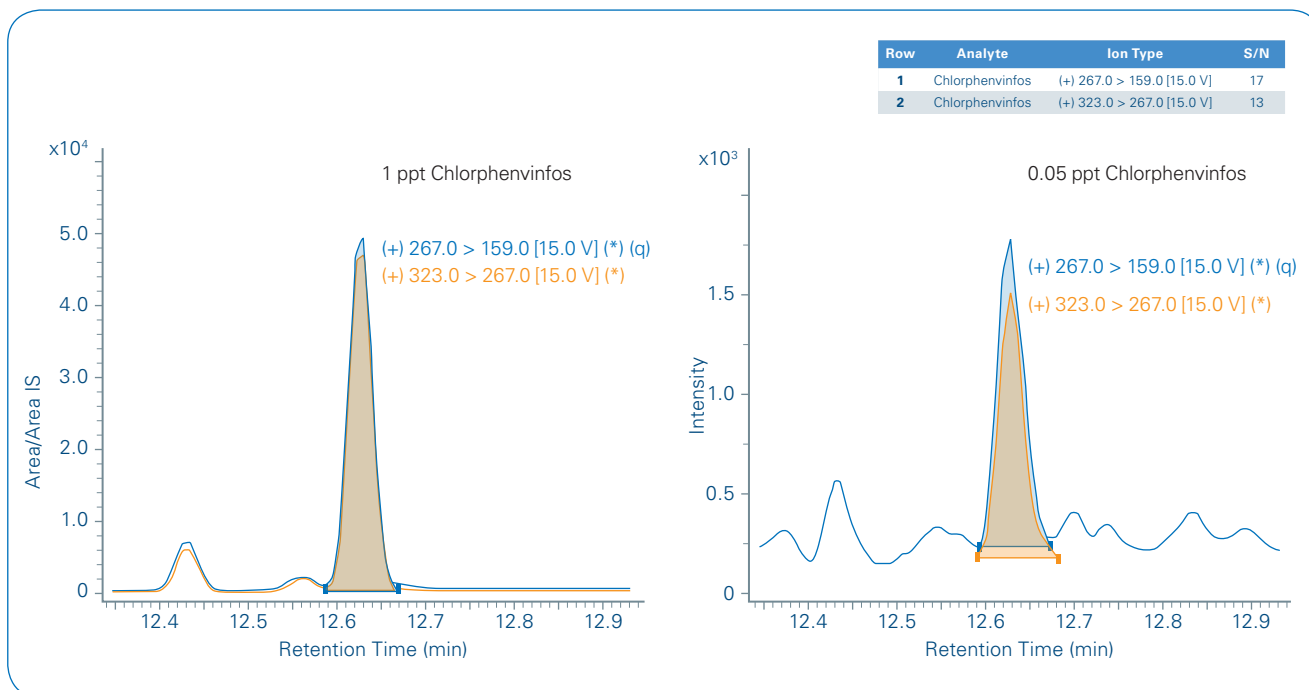 Row Analyte Ion Type S/N
1 Chlorphenvinfos (+) 267.0 > 159.0 [15.0 V] 17
2 Chlorphenvinfos (+) 323.0 > 267.0 [15.0 V] 13
x10⁴
1 ppt Chlorphenvinfos
(+) 267.0 > 159.0 [15.0 V] (*) (q)
(+) 323.0 > 267.0 [15.0 V] (*)
5.0
4.0
3.0
2.0
1.0
0
Area/Area IS
12.4 12.5 12.6 12.7 12.8 12.9
Retention Time (min)
x10³
0.05 ppt Chlorphenvinfos
(+) 267.0 > 159.0 [15.0 V] (*) (q)
(+) 323.0 > 267.0 [15.0 V] (*)
1.5
1.0
0.5
0
Intensity
12.4 12.5 12.6 12.7 12.8 12.9
Retention Time (min)